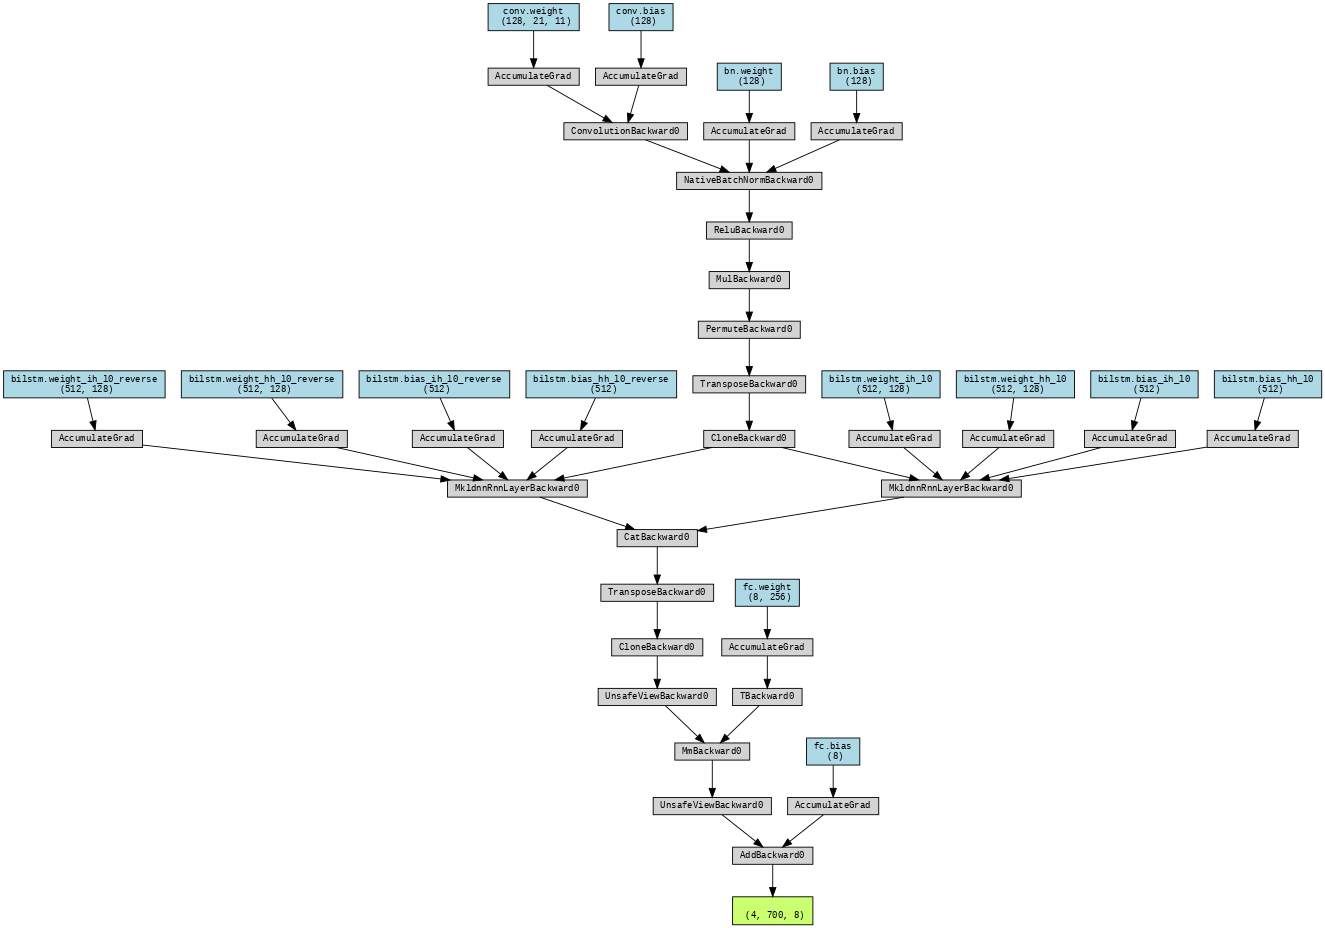 conv.weight
(128, 21, 11)
conv.bias
(128)
AccumulateGrad
AccumulateGrad
bn.weight
(128)
bn.bias
(128)
ConvolutionBackward0
AccumulateGrad
AccumulateGrad
NativeBatchNormBackward0
ReluBackward0
MulBackward0
PermuteBackward0
bilstm.weight_ih_l0_reverse
(512, 128)
bilstm.weight_hh_l0_reverse
(512, 128)
bilstm.bias_ih_l0_reverse
(512)
bilstm.bias_hh_l0_reverse
(512)
TransposeBackward0
bilstm.weight_ih_l0
(512, 128)
bilstm.weight_hh_l0
(512, 128)
bilstm.bias_ih_l0
(512)
bilstm.bias_hh_l0
(512)
AccumulateGrad
AccumulateGrad
AccumulateGrad
AccumulateGrad
CloneBackward0
AccumulateGrad
AccumulateGrad
AccumulateGrad
AccumulateGrad
MkldnnRnnLayerBackward0
MkldnnRnnLayerBackward0
CatBackward0
TransposeBackward0
fc.weight
(8, 256)
CloneBackward0
AccumulateGrad
UnsafeViewBackward0
TBackward0
MmBackward0
fc.bias
(8)
UnsafeViewBackward0
AccumulateGrad
AddBackward0
(4, 700, 8)